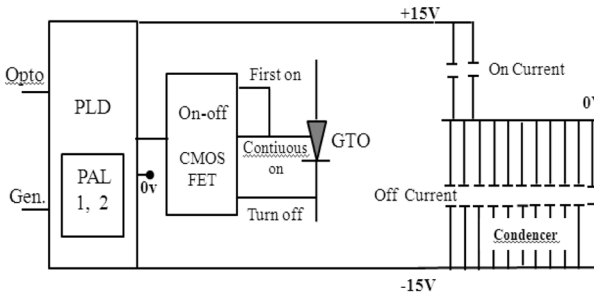 +15V
Opto
PLD
On-off
CMOS
FET
First on
Contiuous
on
GTO
On Current
0V
PAL
1, 2
0v
Gen.
Turn off
Off Current
Condencer
-15V